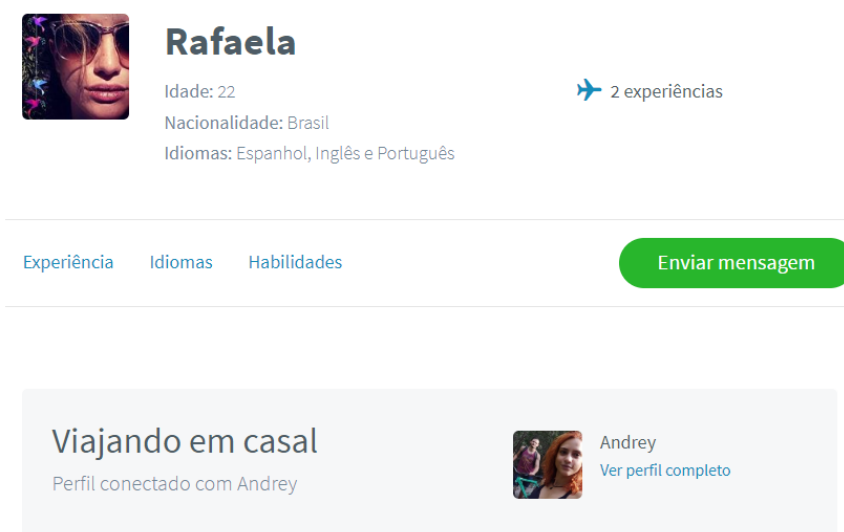 Rafaela
Idade: 22
2 experiências
Nacionalidade: Brasil
Idiomas: Espanhol, Inglês e Português
Experiência Idiomas Habilidades Enviar mensagem
Viajando em casal
Andrey
Ver perfil completo
Perfil conectado com Andrey